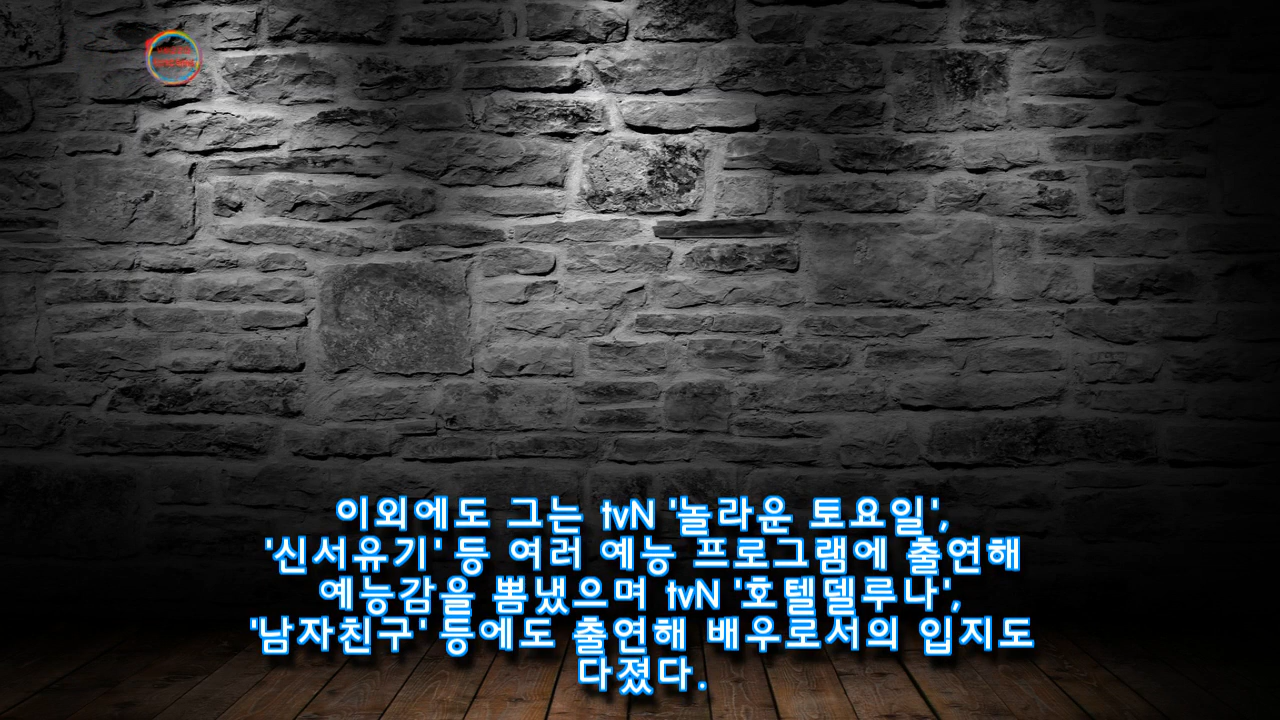 이외에도 그는 tvN '놀라운 토요일',
'신서유기' 등 여러 예능 프로그램에 출연해
예능감을 뽐냈으며 tvN '호텔델루나',
'남자친구' 등에도 출연해 배우로서의 입지도
다졌다.